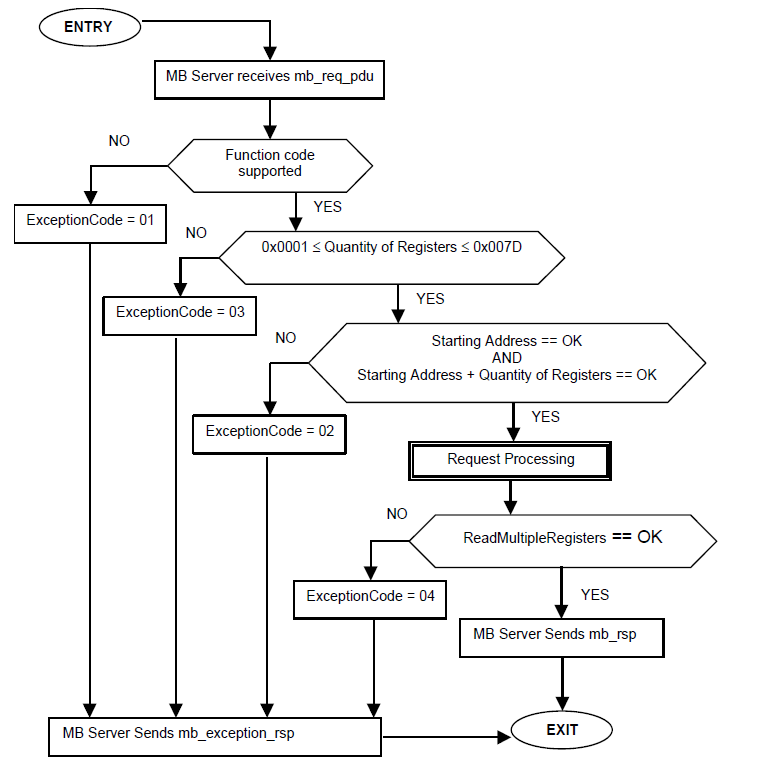 ENTRY
MB Server receives mb_req_pdu
NO
Function code
supported
YES
ExceptionCode = 01
NO
0x0001 ≤ Quantity of Registers ≤ 0x007D
YES
ExceptionCode = 03
NO
Starting Address == OK
AND
Starting Address + Quantity of Registers == OK
YES
ExceptionCode = 02
Request Processing
NO
ReadMultipleRegisters == OK
YES
ExceptionCode = 04
MB Server Sends mb_rsp
MB Server Sends mb_exception_rsp
EXIT